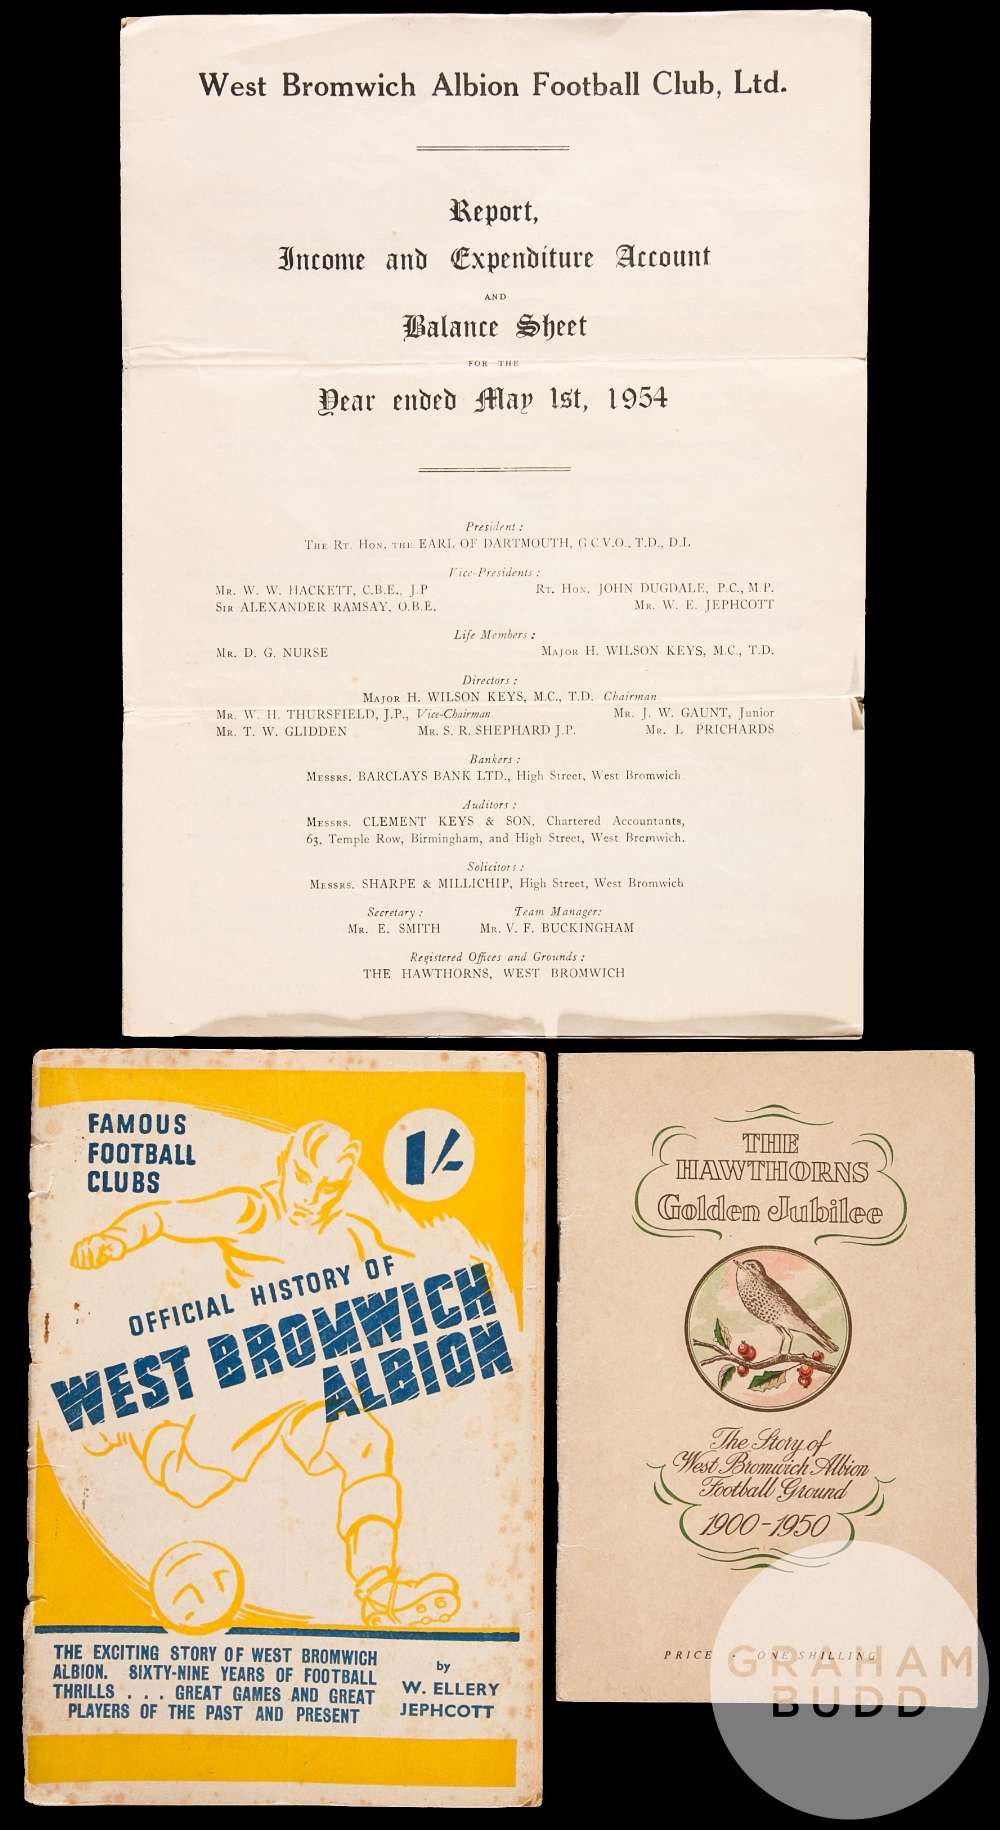 West Bromwich Albion Football Club, Ltd.
Report,
Income and Expenditure Account
AND
Balance Sheet
FOR THE
Year ended May 1st, 1954
President :
THE RT. HON. THE EARL OF DARTMOUTH, G C.V.O., T.D., D.L
Vice-Presidents :
MR. W. W. HACKETT, C.B.E., J.P RT. HON. JOHN DUGDALE, P.C., M.P.
SIR ALEXANDER RAMSAY, O.B.E. MR. W. E. JEPHCOTT
Life Members :
MR. D. G. NURSE MAJOR H. WILSON KEYS, M.C., T.D.
Directors :
MAJOR H. WILSON KEYS, M.C., T.D. Chairman
MR. W. H. THURSFIELD, J.P., Vice-Chairman MR. J. W. GAUNT, Junior
MR. T. W. GLIDDEN MR. S. R. SHEPHARD J.P. MR. L PRICHARDS
Bankers :
MESSRS. BARCLAYS BANK LTD., High Street, West Bromwich
Auditors :
MESSRS. CLEMENT KEYS & SON, Chartered Accountants,
63, Temple Row, Birmingham, and High Street, West Bromwich.
Solicitors :
MESSRS. SHARPE & MILLICHIP, High Street, West Bromwich
Secretary : Team Manager:
MR. E. SMITH MR. V. F. BUCKINGHAM
Registered Offices and Grounds :
THE HAWTHORNS, WEST BROMWICH
FAMOUS
FOOTBALL
CLUBS
1/-
OFFICIAL HISTORY OF
WEST BROMWICH
ALBION
THE EXCITING STORY OF WEST BROMWICH
ALBION. SIXTY-NINE YEARS OF FOOTBALL
THRILLS . . . GREAT GAMES AND GREAT
PLAYERS OF THE PAST AND PRESENT
by
W. ELLERY
JEPHCOTT
THE
HAWTHORNS
Golden Jubilee
The Story of
West Bromwich Albion
Football Ground
1900-1950
PRICE - ONE SHILLING
GRAHAM
BUDD